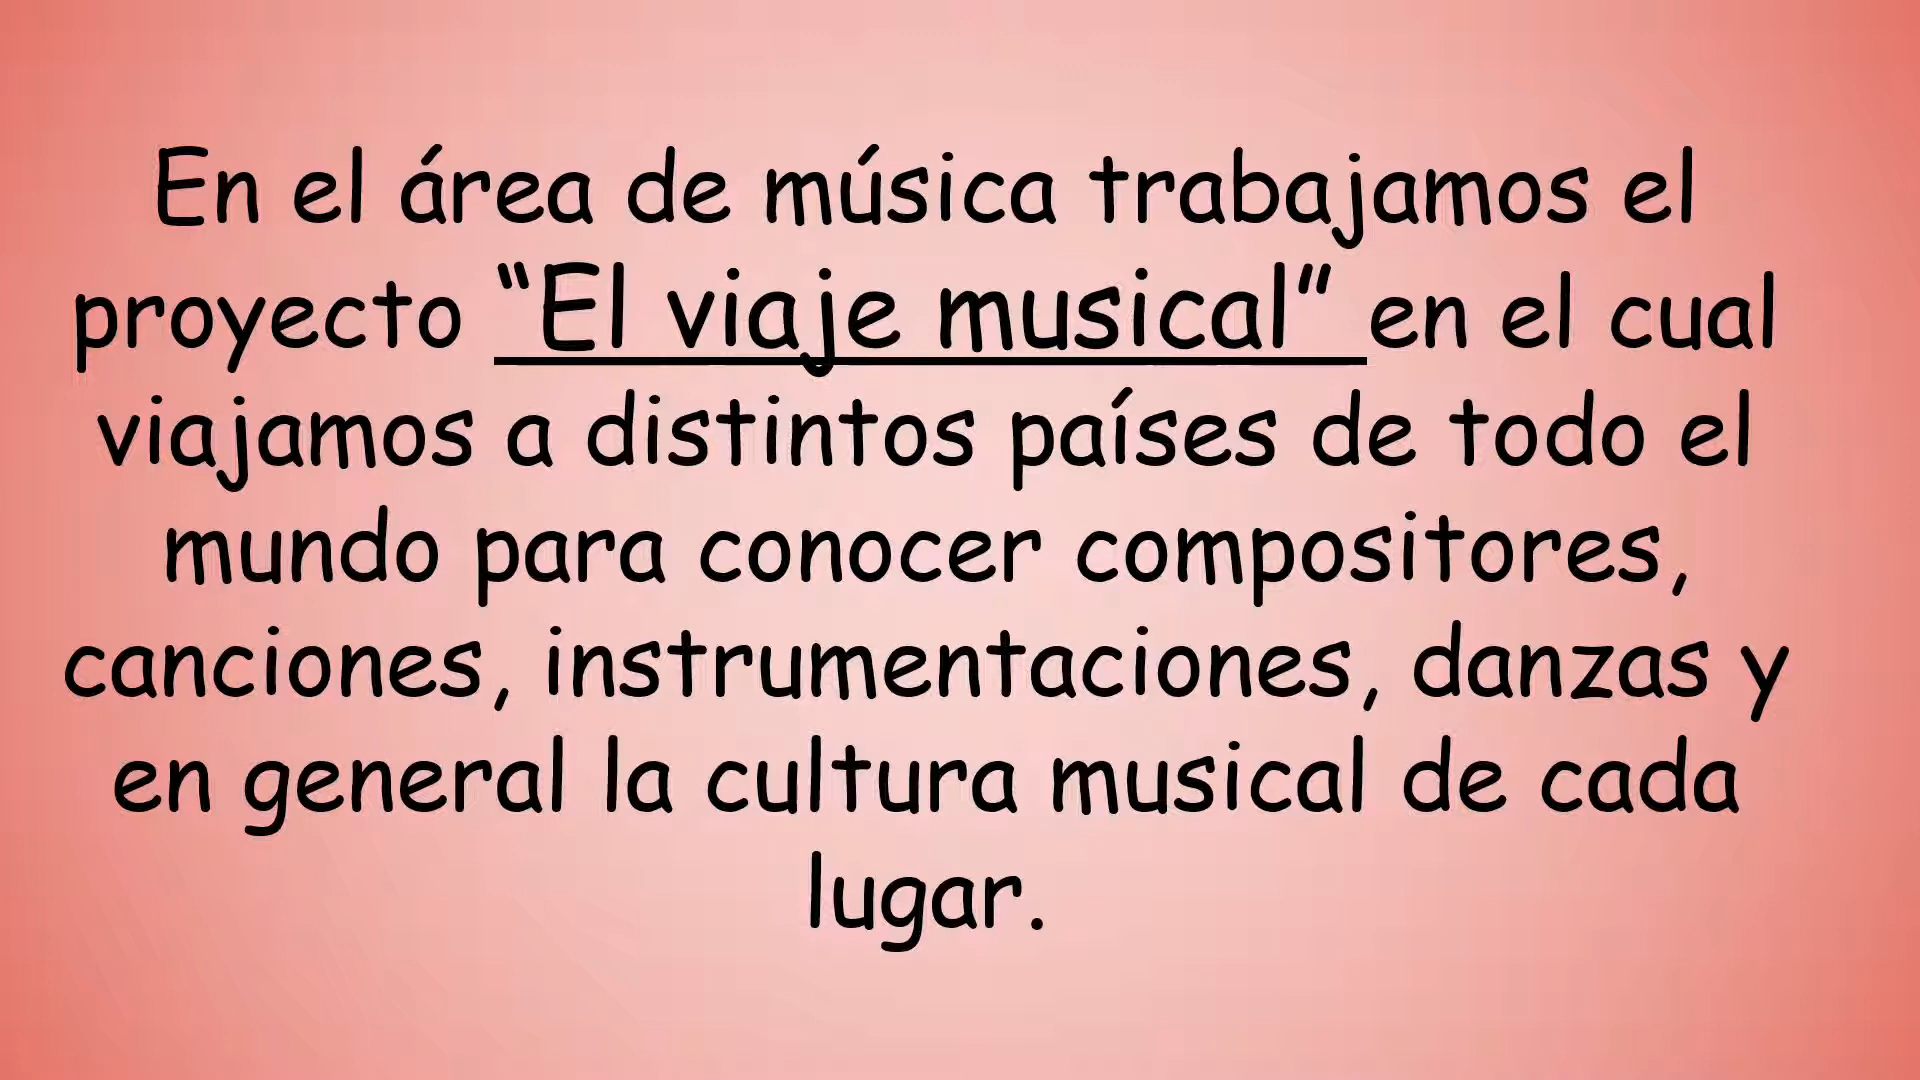 En el área de música trabajamos el
proyecto “El viaje musical” en el cual
viajamos a distintos países de todo el
mundo para conocer compositores,
canciones, instrumentaciones, danzas y
en general la cultura musical de cada
lugar.